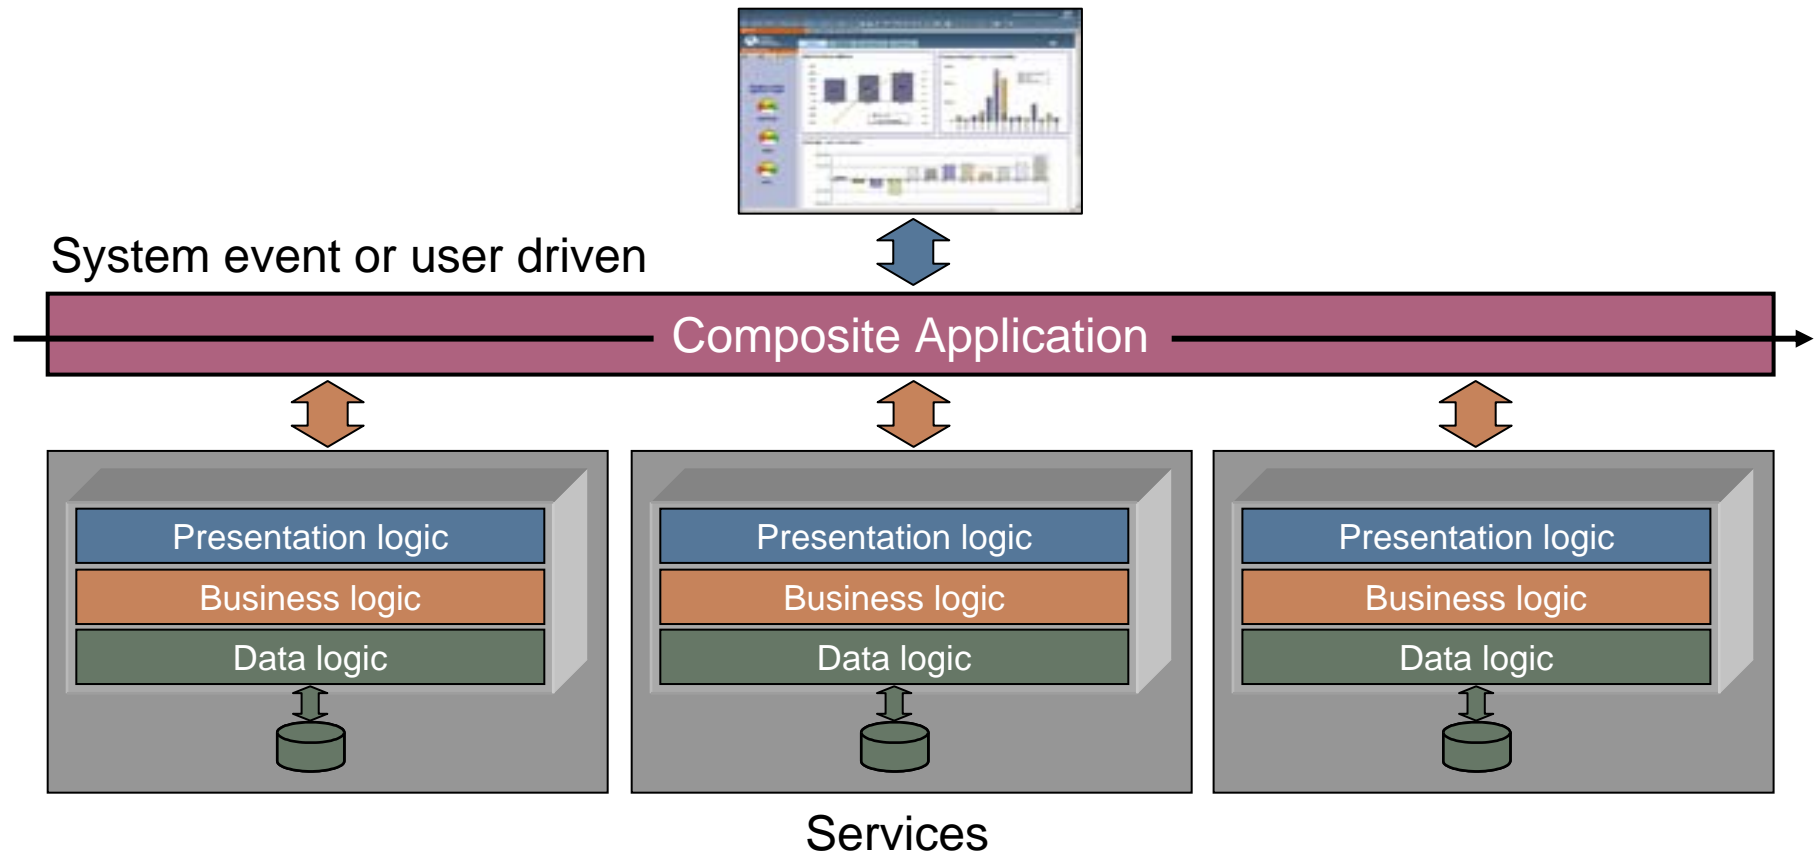 System event or user driven
Composite Application
Presentation logic
Business logic
Data logic
Presentation logic
Business logic
Data logic
Presentation logic
Business logic
Data logic
Services